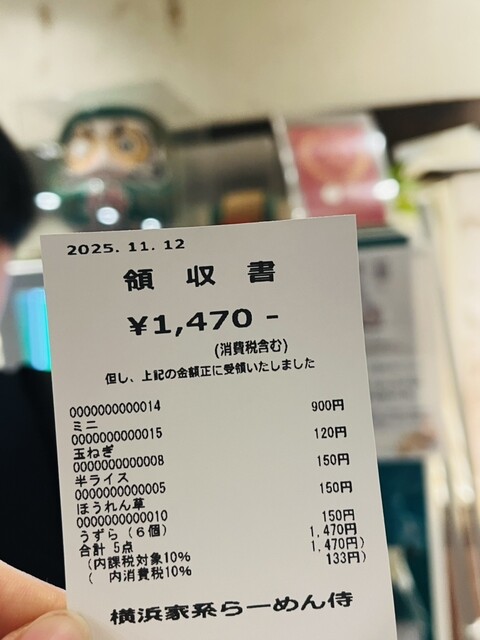 2025. 11. 12
領 収 書
¥1,470 -
(消費税含む)
但し、上記の金額正に受領いたしました
0000000000014
ミニ 900円
0000000000015
玉ねぎ 120円
0000000000008
半ライス 150円
0000000000005
ほうれん草 150円
0000000000010
うずら(6個) 150円
合計 5点 1,470円
(内課税対象10% 1,470円)
( 内消費税10% 133円)
横浜家系らーめん侍